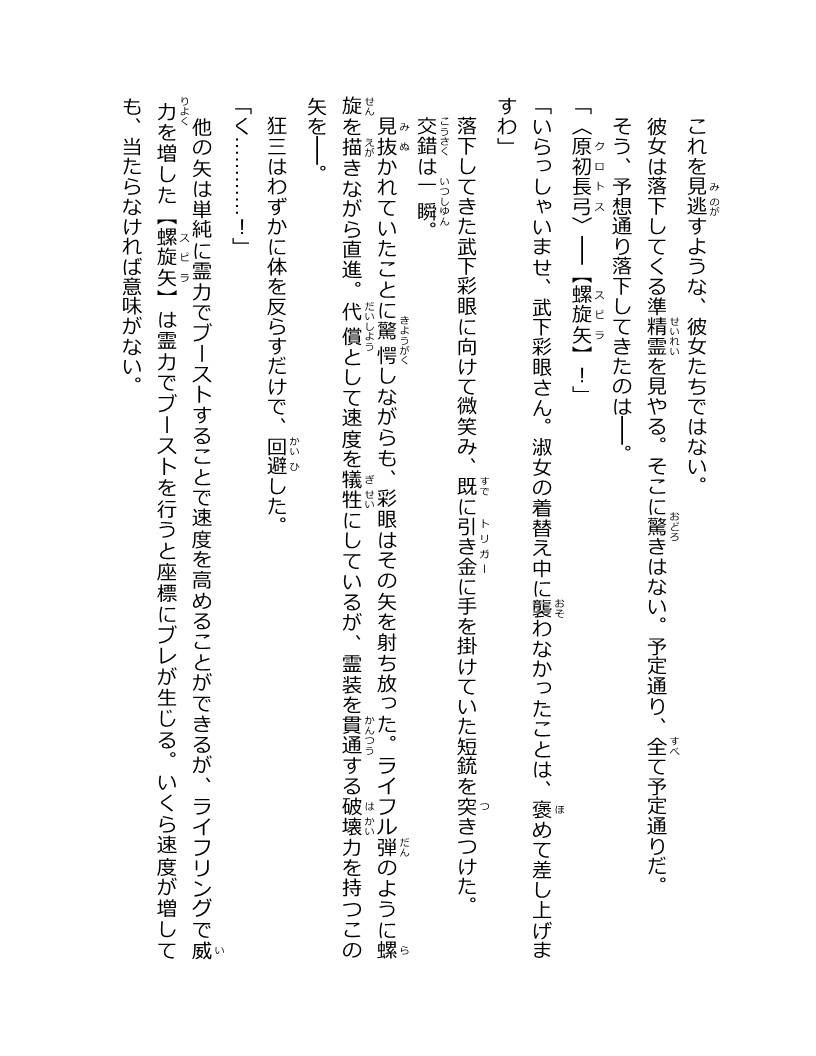 これを見逃すような、彼女たちではない。
彼女は落下してくる準精霊を見やる。そこに驚きはない。予定通り、全て予定通りだ。
そう、予想通り落下してきたのは――。
「〈原初長弓〉――【螺旋矢】！」
「いらっしゃいませ、武下彩眼さん。淑女の着替え中に襲わなかったことは、褒めて差し上げま
すわ」
落下してきた武下彩眼に向けて微笑み、既に引き金に手を掛けていた短銃を突きつけた。
交錯は一瞬。
見抜かれていたことに驚愕しながらも、彩眼はその矢を射ち放った。ライフル弾のように螺
旋を描きながら直進。代償として速度を犠牲にしているが、霊装を貫通する破壊力を持つこの
矢を――。
狂三はわずかに体を反らすだけで、回避した。
「く…………！」
他の矢は単純に霊力でブーストすることで速度を高めることができるが、ライフリングで威
力を増した【螺旋矢】は霊力でブーストを行うと座標にブレが生じる。いくら速度が増して
も、当たらなければ意味がない。